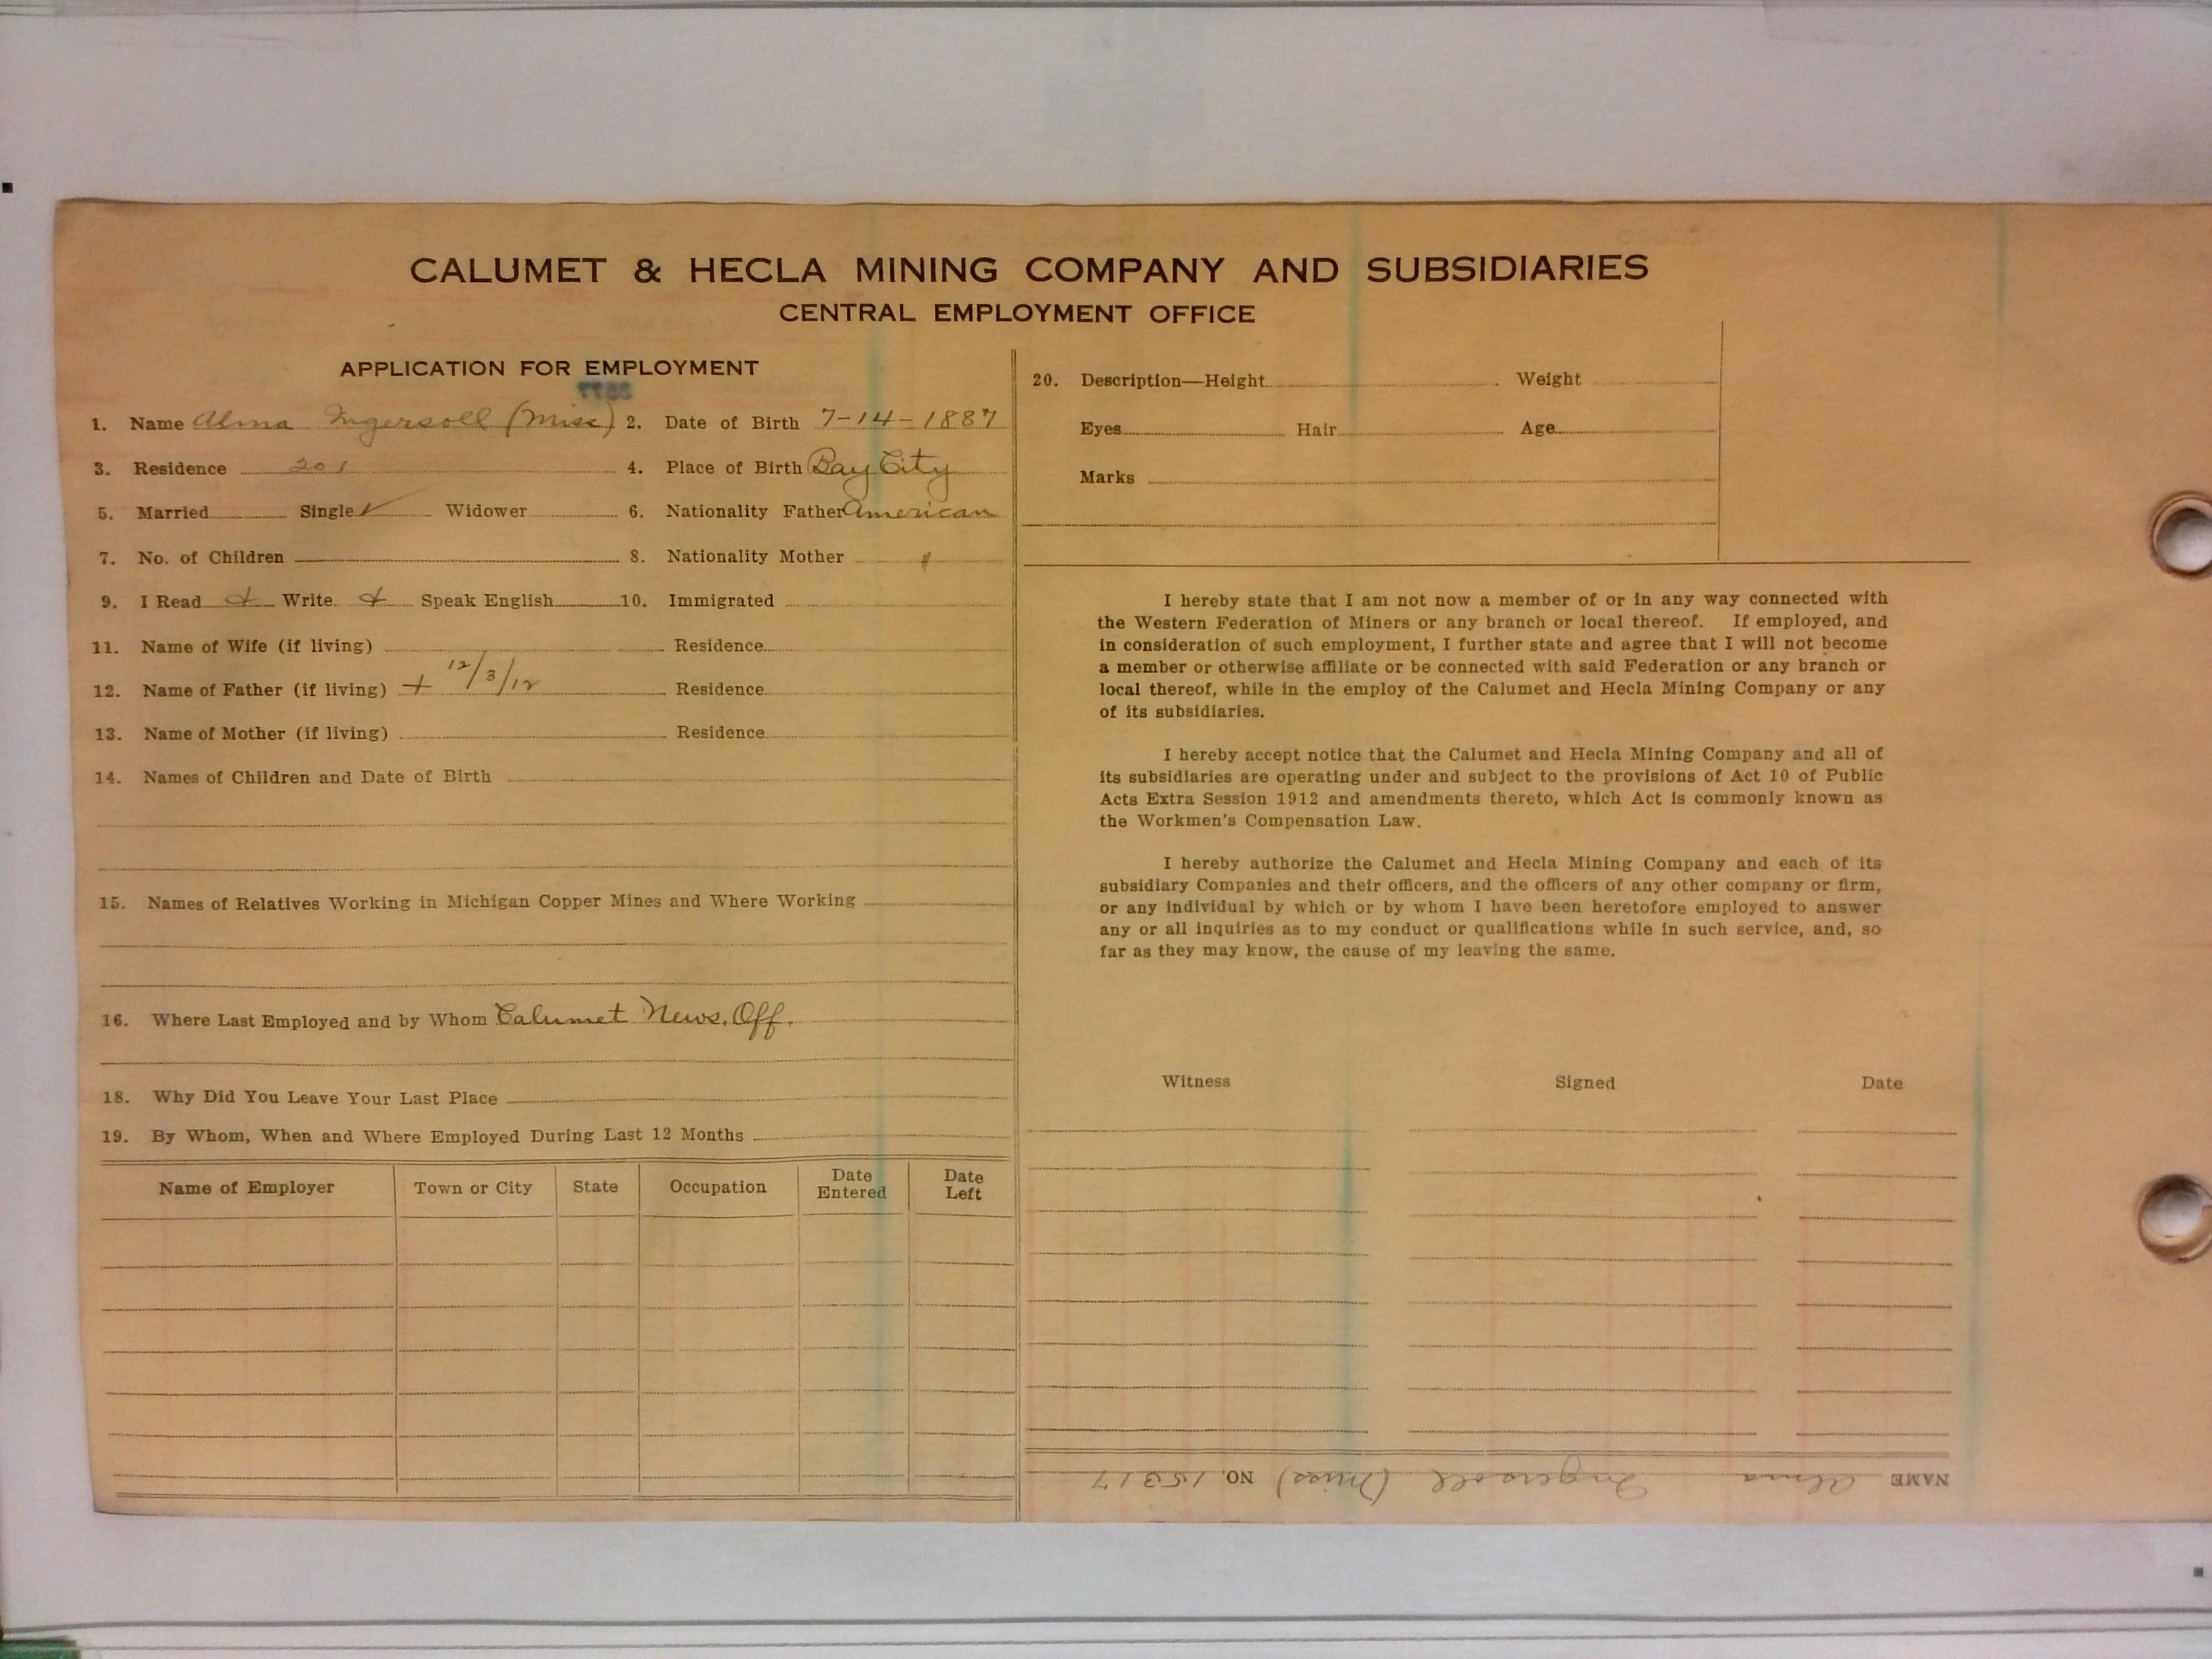 CALUMET & HECLA MINING COMPANY AND SUBSIDIARIES
CENTRAL EMPLOYMENT OFFICE
APPLICATION FOR EMPLOYMENT
1. Name Alma Ingersoll (Miss) 2. Date of Birth 7-14-1887
3. Residence 201 4. Place of Birth Bay City
5. Married Single ✓ Widower 6. Nationality Father American
7. No. of Children 8. Nationality Mother "
9. I Read + Write + Speak English 10. Immigrated
11. Name of Wife (if living) Residence
12. Name of Father (if living) + 12/3/12 Residence
13. Name of Mother (if living) Residence
14. Names of Children and Date of Birth
15. Names of Relatives Working in Michigan Copper Mines and Where Working
16. Where Last Employed and by Whom Calumet News. Off.
18. Why Did You Leave Your Last Place
19. By Whom, When and Where Employed During Last 12 Months
Name of Employer Town or City State Occupation Date Entered Date Left
20. Description—Height Weight
Eyes Hair Age
Marks
I hereby state that I am not now a member of or in any way connected with
the Western Federation of Miners or any branch or local thereof. If employed, and
in consideration of such employment, I further state and agree that I will not become
a member or otherwise affiliate or be connected with said Federation or any branch or
local thereof, while in the employ of the Calumet and Hecla Mining Company or any
of its subsidiaries.
I hereby accept notice that the Calumet and Hecla Mining Company and all of
its subsidiaries are operating under and subject to the provisions of Act 10 of Public
Acts Extra Session 1912 and amendments thereto, which Act is commonly known as
the Workmen's Compensation Law.
I hereby authorize the Calumet and Hecla Mining Company and each of its
subsidiary Companies and their officers, and the officers of any other company or firm,
or any individual by which or by whom I have been heretofore employed to answer
any or all inquiries as to my conduct or qualifications while in such service, and, so
far as they may know, the cause of my leaving the same.
Witness Signed Date
NAME Alma Ingersoll (Miss) NO. 15317